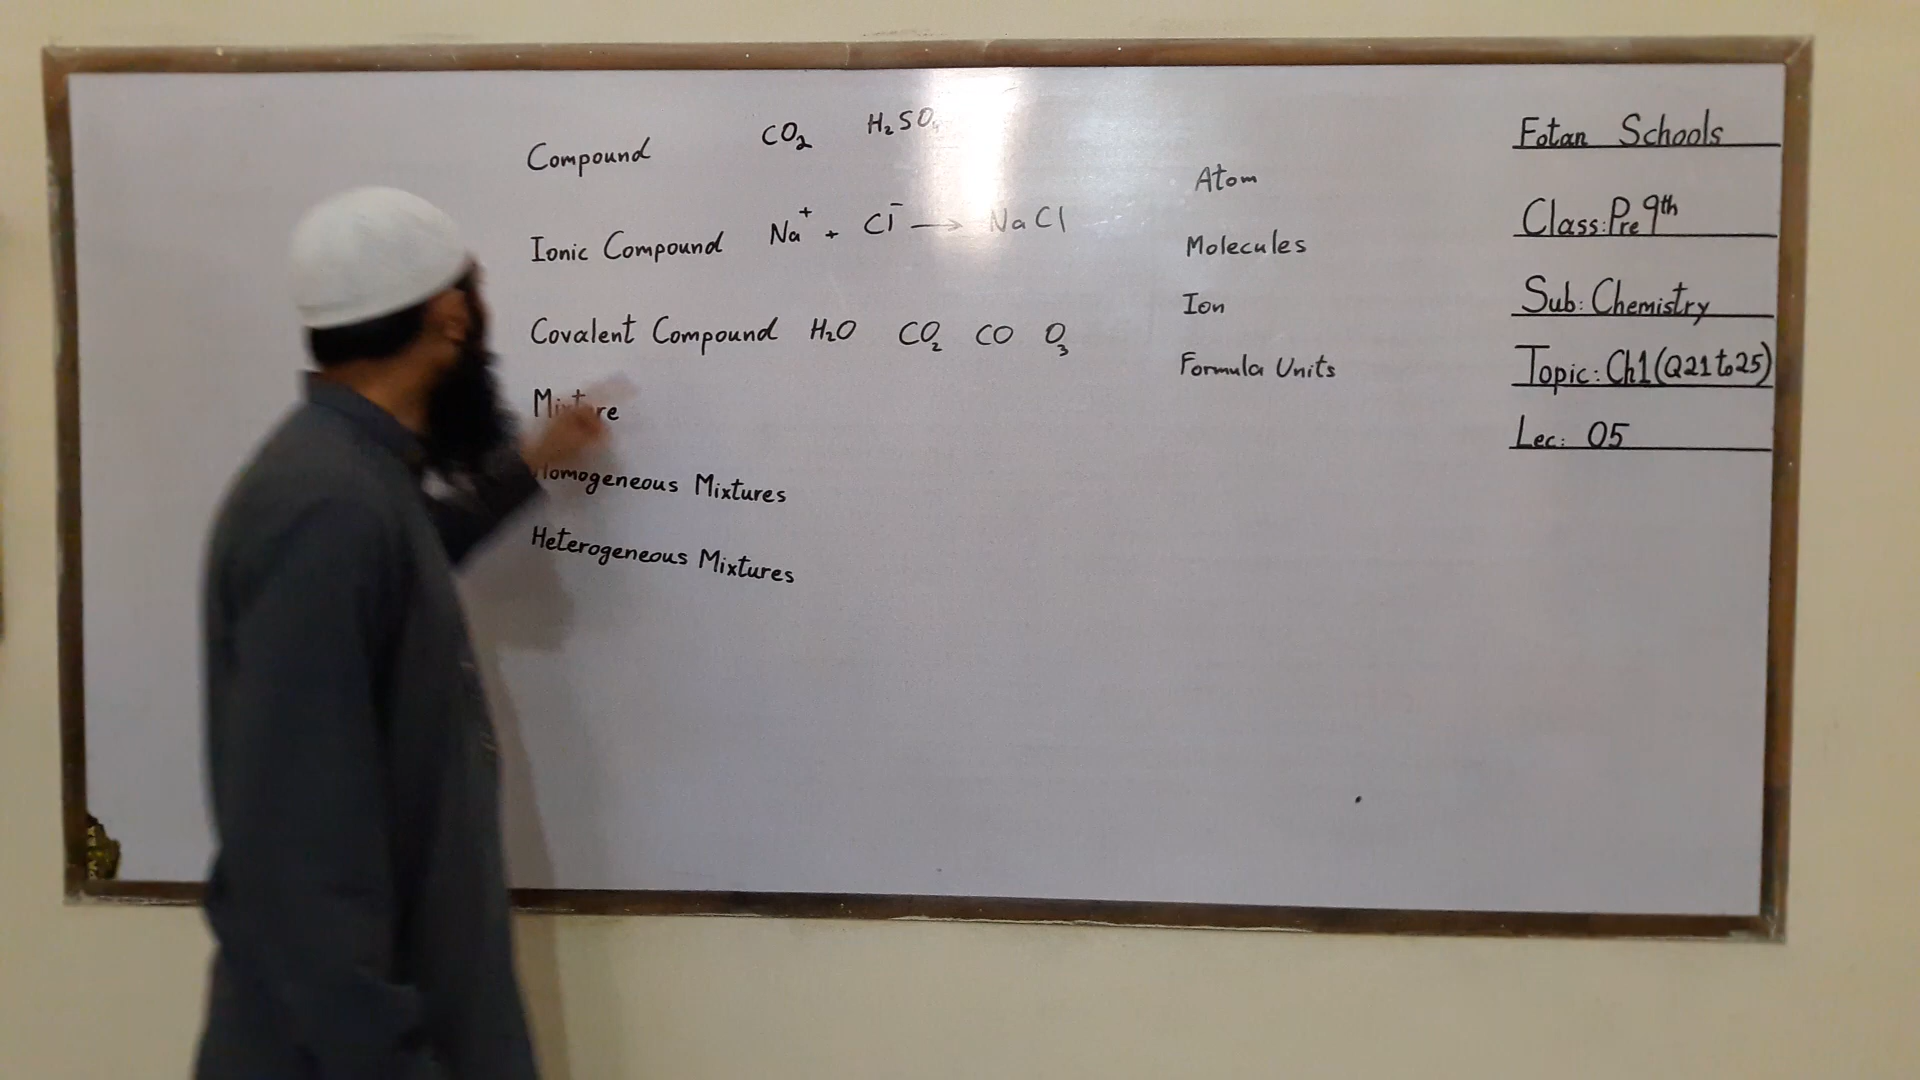 Compound CO₂ H₂SO₄
Ionic Compound Na⁺ + Cl⁻ → NaCl
Covalent Compound H₂O CO₂ CO O₃
Mixture
Homogeneous Mixtures
Heterogeneous Mixtures
Atom
Molecules
Ion
Formula Units
Fotan Schools
Class: Pre 9th
Sub: Chemistry
Topic: Ch1 (Q21 to 25)
Lec: 05